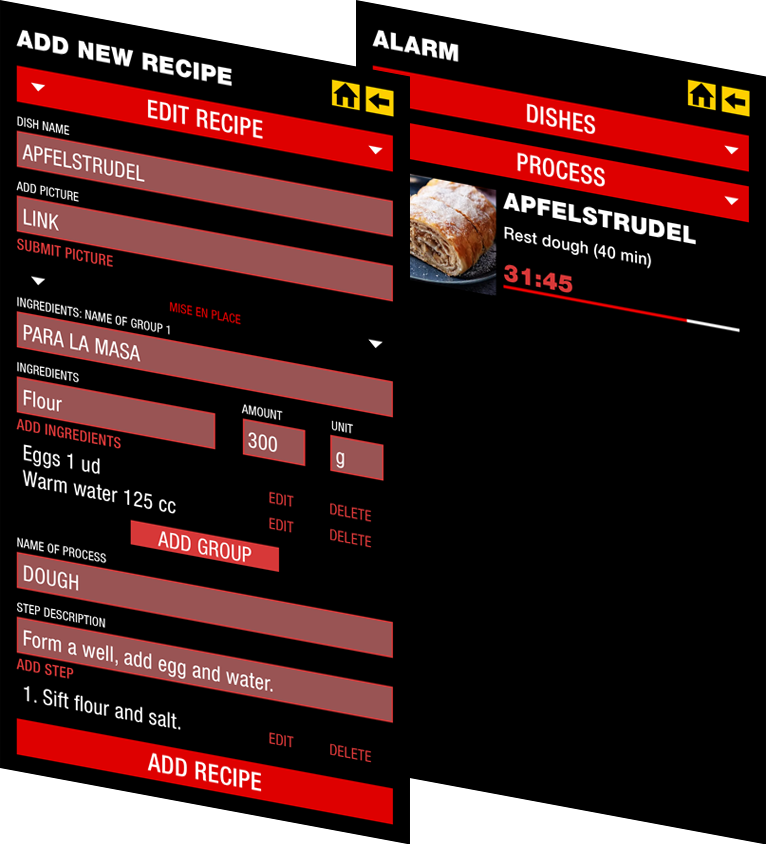 ADD NEW RECIPE
EDIT RECIPE
DISH NAME
APFELSTRUDEL
ADD PICTURE
LINK
SUBMIT PICTURE
MISE EN PLACE
INGREDIENTS: NAME OF GROUP 1
PARA LA MASA
INGREDIENTS
AMOUNT
UNIT
Flour
300
g
ADD INGREDIENTS
Eggs 1 ud
EDIT
DELETE
Warm water 125 cc
EDIT
DELETE
ADD GROUP
NAME OF PROCESS
DOUGH
STEP DESCRIPTION
Form a well, add egg and water.
ADD STEP
1. Sift flour and salt.
EDIT
DELETE
ADD RECIPE
ALARM
DISHES
PROCESS
APFELSTRUDEL
Rest dough (40 min)
31:45